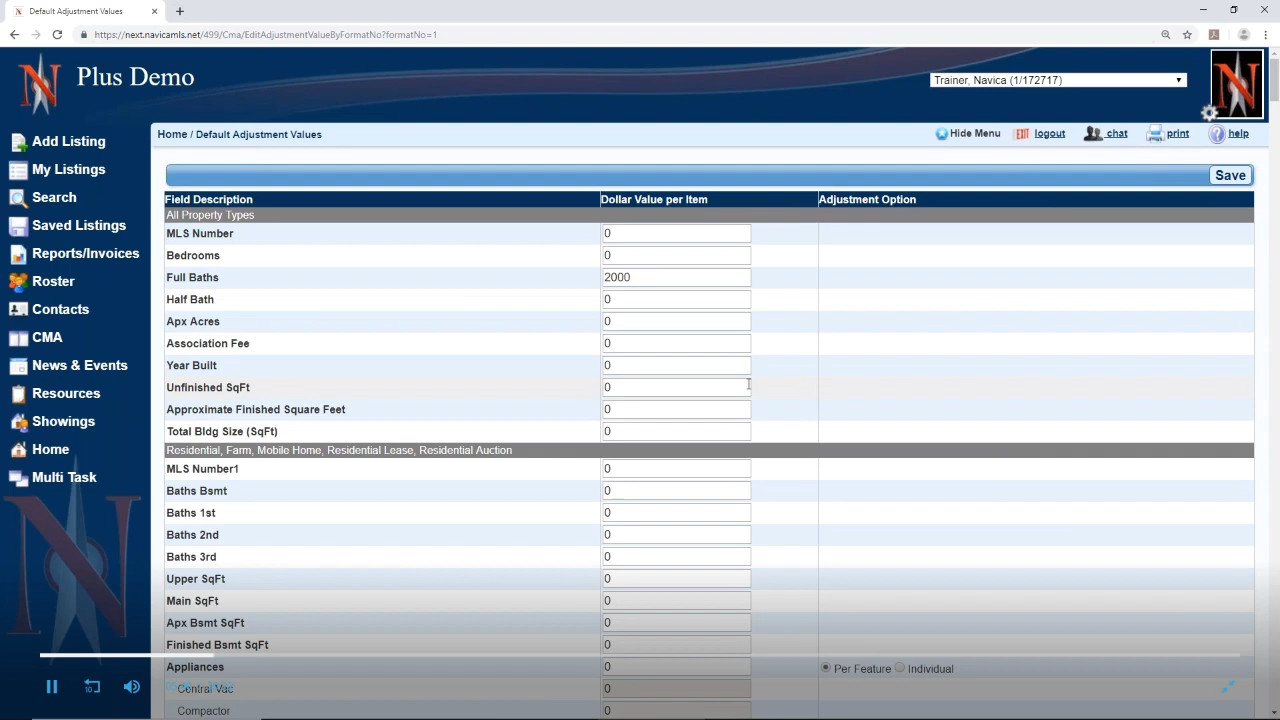 Default Adjustment Values
https://next.navicamls.net/499/Cma/EditAdjustmentValueByFormatNo?formatNo=1
N Plus Demo
Trainer, Navica (1/172717)
N
Home / Default Adjustment Values
Hide Menu EXIT logout chat print help
Add Listing
My Listings
Search
Saved Listings
Reports/Invoices
Roster
Contacts
CMA
News & Events
Resources
Showings
Home
Multi Task
N
Save
Field Description Dollar Value per Item Adjustment Option
All Property Types
MLS Number 0
Bedrooms 0
Full Baths 2000
Half Bath 0
Apx Acres 0
Association Fee 0
Year Built 0
Unfinished SqFt 0
Approximate Finished Square Feet 0
Total Bldg Size (SqFt) 0
Residential, Farm, Mobile Home, Residential Lease, Residential Auction
MLS Number1 0
Baths Bsmt 0
Baths 1st 0
Baths 2nd 0
Baths 3rd 0
Upper SqFt 0
Main SqFt 0
Apx Bsmt SqFt 0
Finished Bsmt SqFt 0
Appliances 0 Per Feature Individual
Central Vac 0
Compactor 0
10